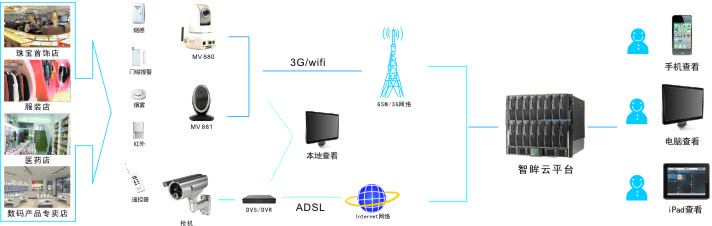 珠宝首饰店
服装店
医药店
数码产品专卖店
烟感
门磁报警
烟雾
红外
遥控器
MV 880
MV 881
枪机
3G/wifi
本地查看
DVS/DVR
ADSL
GSM/3G网络
Internet网络
智眸云平台
手机查看
电脑查看
iPad查看